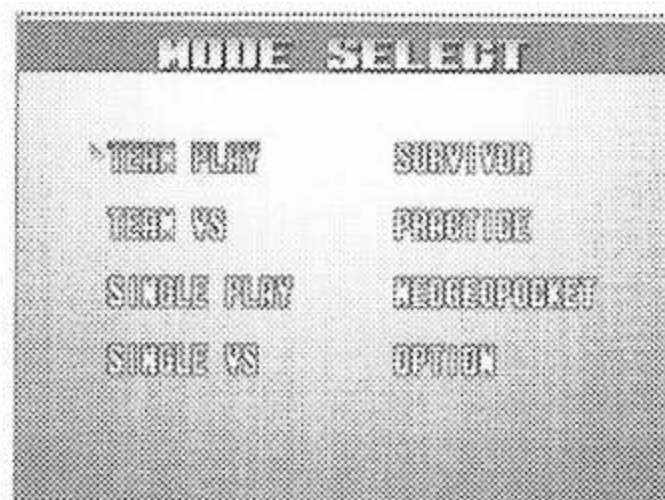 MODE SELECT
TEAM PLAY
TEAM VS
SINGLE PLAY
SINGLE VS
SURVIVOR
PRACTICE
NEOGEOPOCKET
OPTION